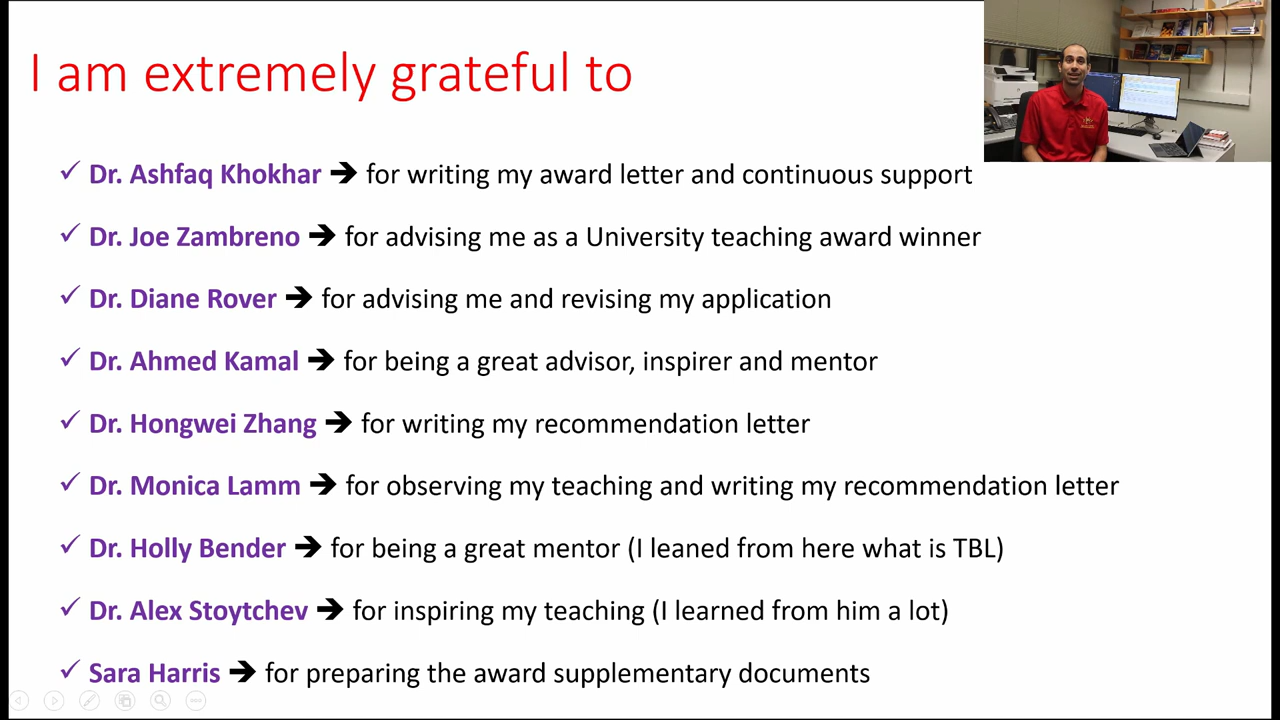 I am extremely grateful to
✓ Dr. Ashfaq Khokhar ➔ for writing my award letter and continuous support
✓ Dr. Joe Zambreno ➔ for advising me as a University teaching award winner
✓ Dr. Diane Rover ➔ for advising me and revising my application
✓ Dr. Ahmed Kamal ➔ for being a great advisor, inspirer and mentor
✓ Dr. Hongwei Zhang ➔ for writing my recommendation letter
✓ Dr. Monica Lamm ➔ for observing my teaching and writing my recommendation letter
✓ Dr. Holly Bender ➔ for being a great mentor (I leaned from here what is TBL)
✓ Dr. Alex Stoytchev ➔ for inspiring my teaching (I learned from him a lot)
✓ Sara Harris ➔ for preparing the award supplementary documents